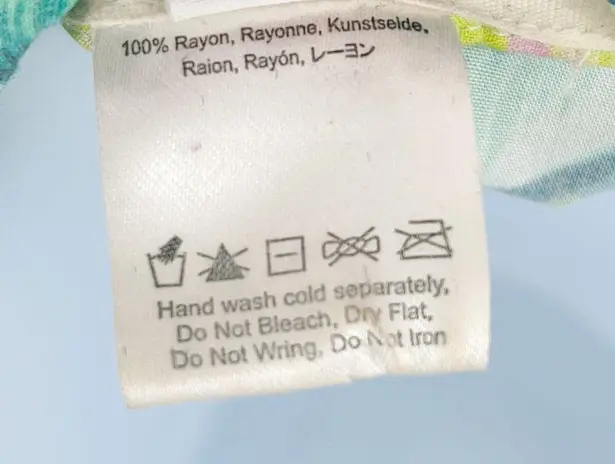 100% Rayon, Rayonne, Kunstseide,
Raion, Rayón, レーヨン
Hand wash cold separately,
Do Not Bleach, Dry Flat,
Do Not Wring, Do Not Iron